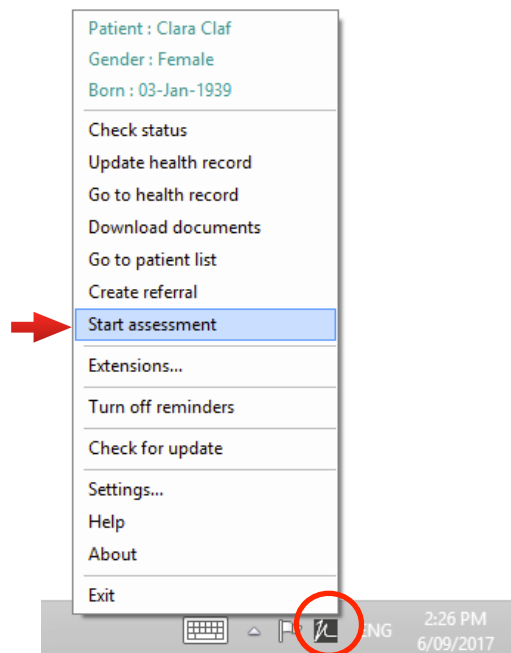 Patient : Clara Claf
Gender : Female
Born : 03-Jan-1939
Check status
Update health record
Go to health record
Download documents
Go to patient list
Create referral
Start assessment
Extensions...
Turn off reminders
Check for update
Settings...
Help
About
Exit
ENG
2:26 PM
6/09/2017